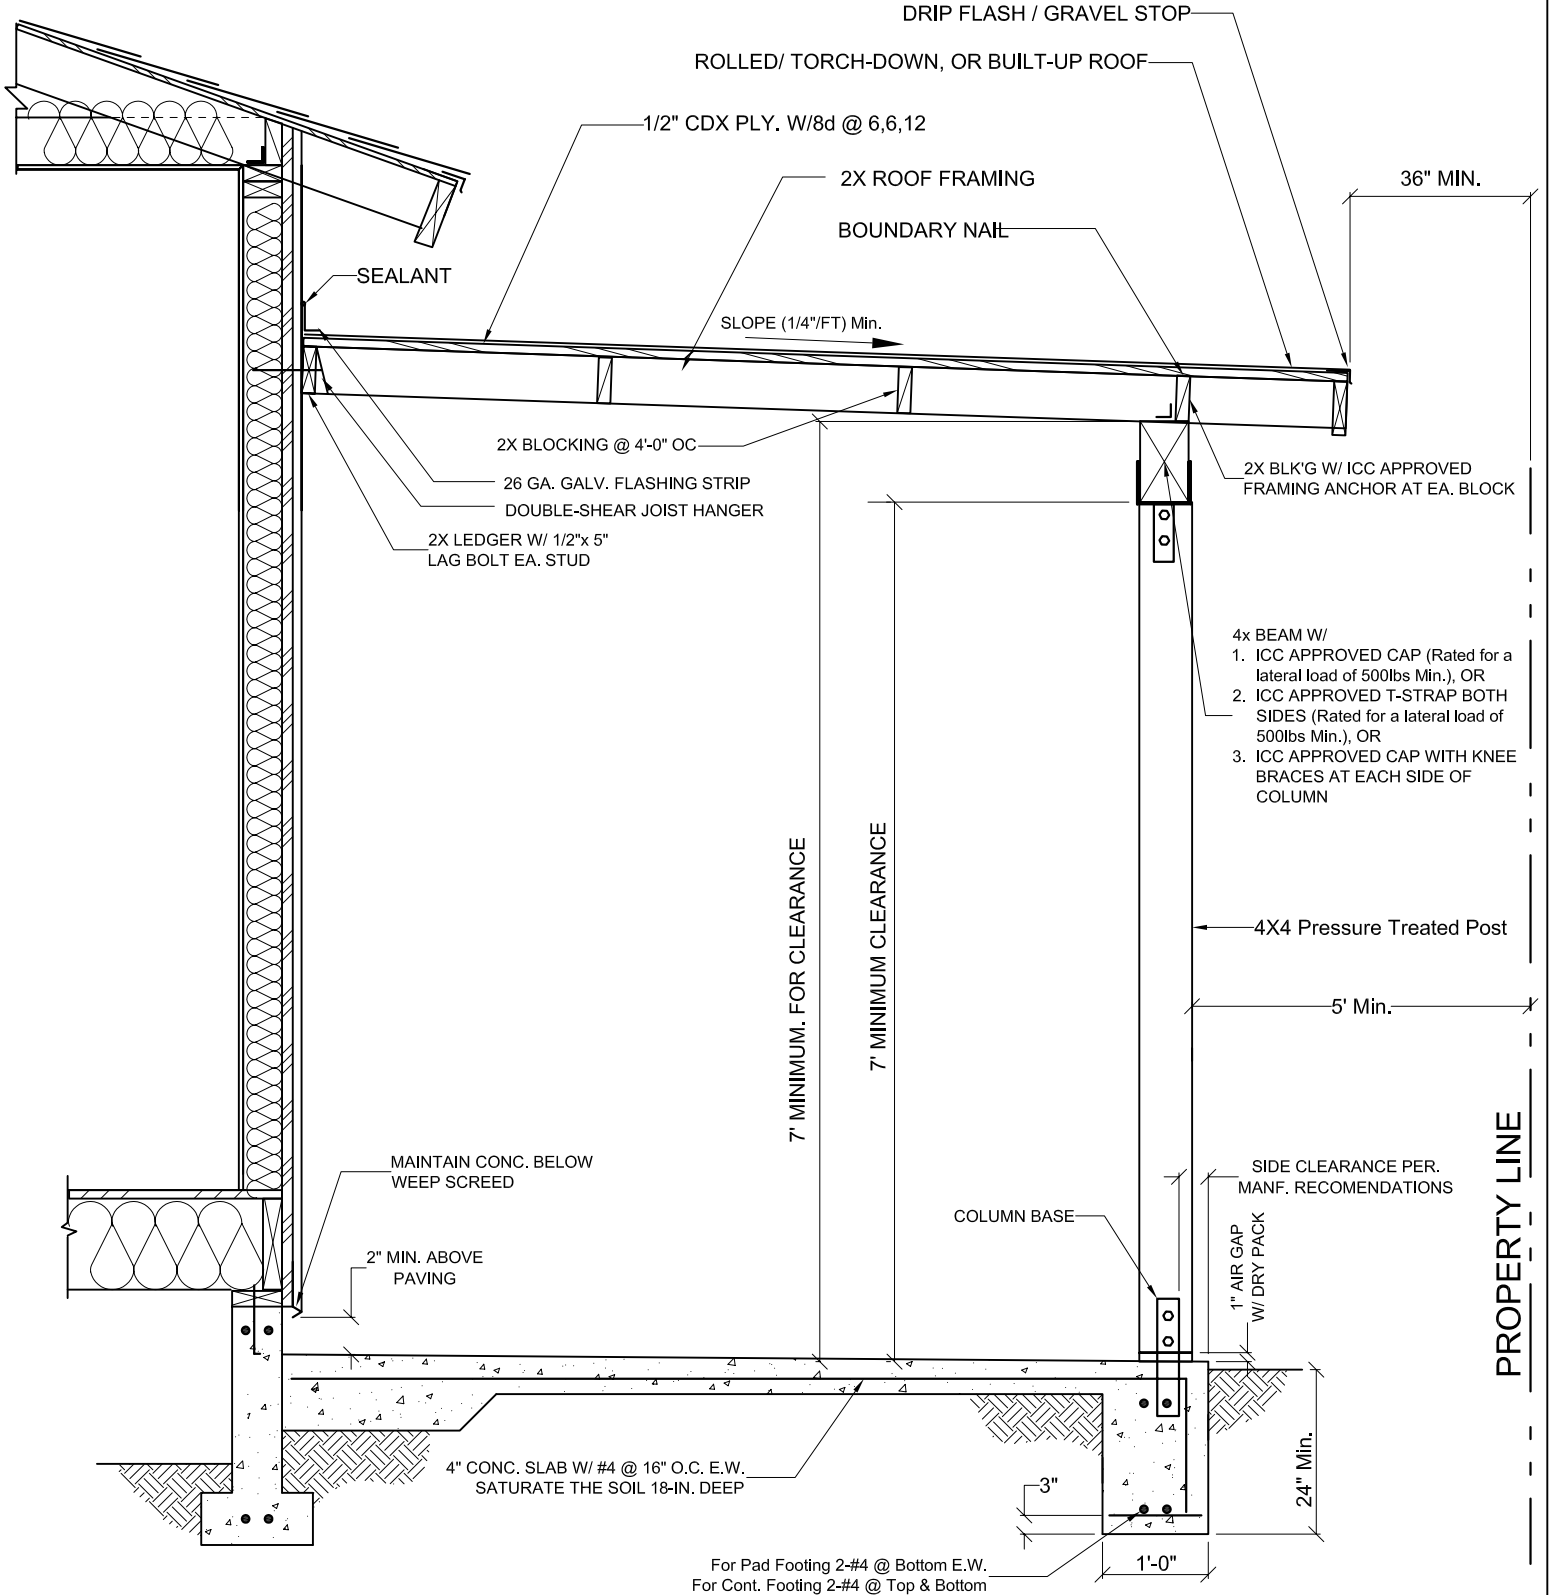 DRIP FLASH / GRAVEL STOP
ROLLED/ TORCH-DOWN, OR BUILT-UP ROOF
1/2" CDX PLY. W/8d @ 6,6,12
2X ROOF FRAMING
36" MIN.
BOUNDARY NAIL
SEALANT
SLOPE (1/4"/FT) Min.
2X BLOCKING @ 4'-0" OC
26 GA. GALV. FLASHING STRIP
DOUBLE-SHEAR JOIST HANGER
2X LEDGER W/ 1/2"x 5"
LAG BOLT EA. STUD
2X BLK'G W/ ICC APPROVED
FRAMING ANCHOR AT EA. BLOCK
4x BEAM W/
1. ICC APPROVED CAP (Rated for a
lateral load of 500lbs Min.), OR
2. ICC APPROVED T-STRAP BOTH
SIDES (Rated for a lateral load of
500lbs Min.), OR
3. ICC APPROVED CAP WITH KNEE
BRACES AT EACH SIDE OF
COLUMN
7' MINIMUM. FOR CLEARANCE
7' MINIMUM CLEARANCE
4X4 Pressure Treated Post
5' Min.
PROPERTY LINE
MAINTAIN CONC. BELOW
WEEP SCREED
SIDE CLEARANCE PER.
MANF. RECOMENDATIONS
COLUMN BASE
1" AIR GAP
W/ DRY PACK
2" MIN. ABOVE
PAVING
4" CONC. SLAB W/ #4 @ 16" O.C. E.W.
SATURATE THE SOIL 18-IN. DEEP
3"
24" Min.
1'-0"
For Pad Footing 2-#4 @ Bottom E.W.
For Cont. Footing 2-#4 @ Top & Bottom